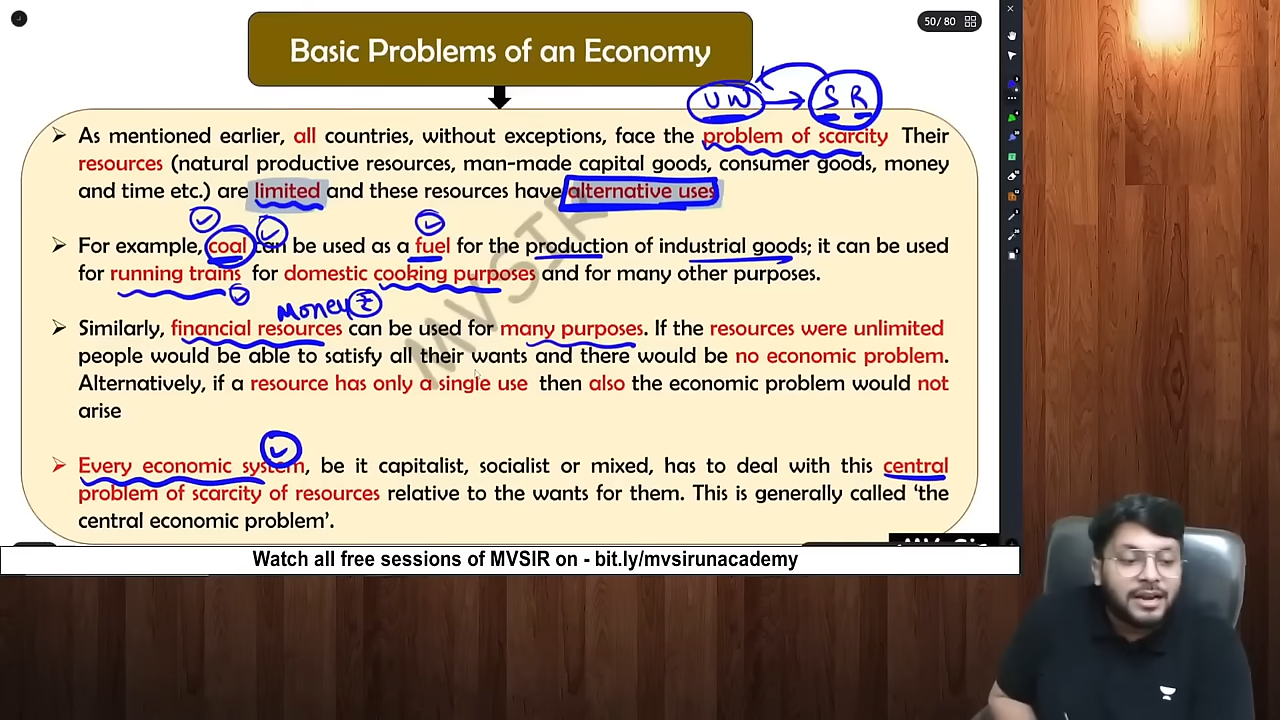 50/ 80
Basic Problems of an Economy
UW → SR
As mentioned earlier, all countries, without exceptions, face the problem of scarcity Their
resources (natural productive resources, man-made capital goods, consumer goods, money
and time etc.) are limited and these resources have alternative uses
For example, coal can be used as a fuel for the production of industrial goods; it can be used
for running trains for domestic cooking purposes and for many other purposes.
Money ₹
Similarly, financial resources can be used for many purposes. If the resources were unlimited
people would be able to satisfy all their wants and there would be no economic problem.
Alternatively, if a resource has only a single use then also the economic problem would not
arise
Every economic system, be it capitalist, socialist or mixed, has to deal with this central
problem of scarcity of resources relative to the wants for them. This is generally called ‘the
central economic problem’.
MVSIR
Watch all free sessions of MVSIR on - bit.ly/mvsirunacademy